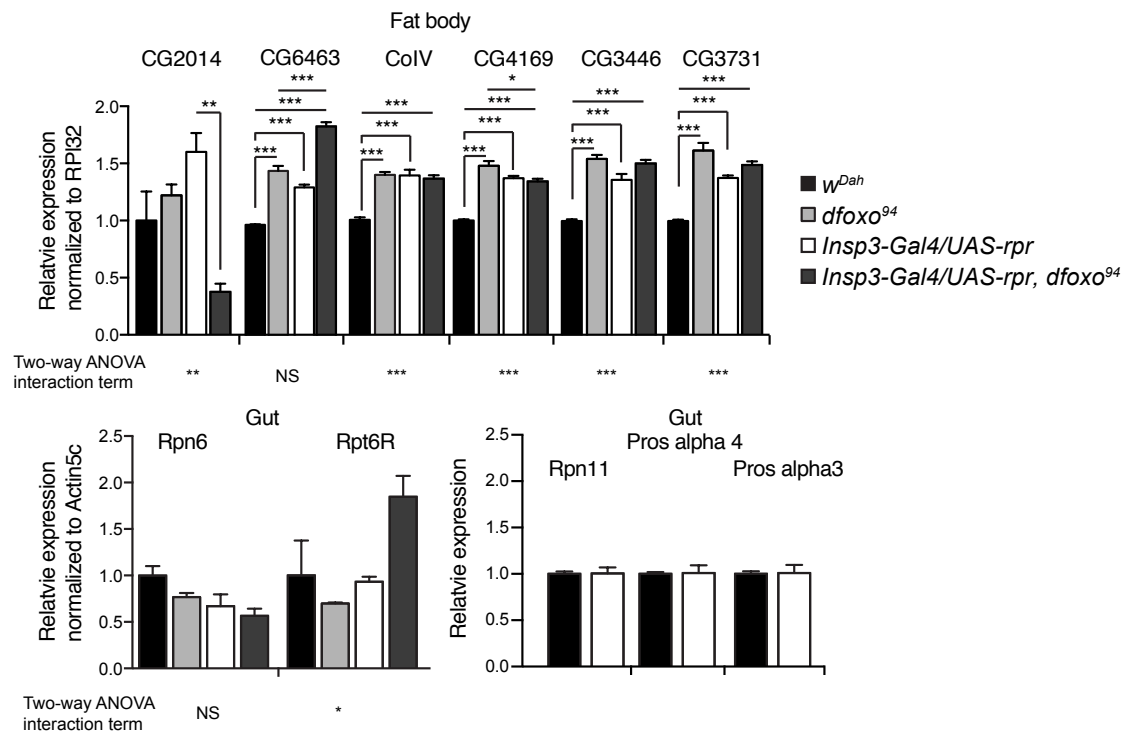 Fat body
CG2014 CG6463 ColV CG4169 CG3446 CG3731
*** * *** ***
** *** *** *** *** ***
*** *** *** *** ***
*** *** *** *** ***
2.0
1.5
1.0
0.5
0.0
Relatvie expression
normalized to RPl32
w^Dah
dfoxo^94
Insp3-Gal4/UAS-rpr
Insp3-Gal4/UAS-rpr, dfoxo^94
Two-way ANOVA
interaction term
** NS *** *** *** ***
Gut
Rpn6 Rpt6R
2.5
2.0
1.5
1.0
0.5
0.0
Relatvie expression
normalized to Actin5c
Two-way ANOVA
interaction term
NS *
Gut
Pros alpha 4
Rpn11 Pros alpha3
2.5
2.0
1.5
1.0
0.5
0.0
Relatvie expression